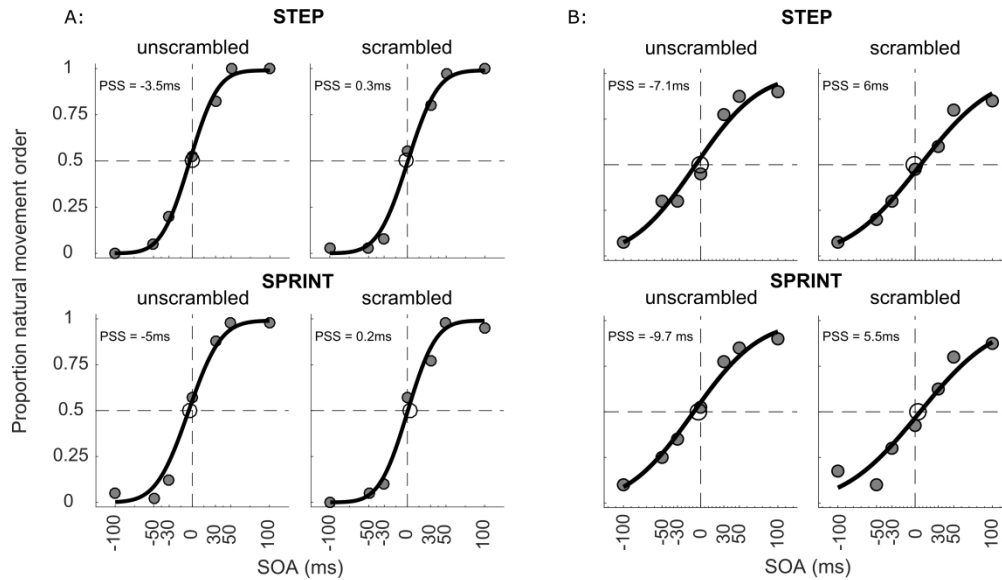 A:
STEP
unscrambled
scrambled
PSS = -3.5ms
PSS = 0.3ms
1
0.75
0.5
0.25
0
SPRINT
unscrambled
scrambled
PSS = -5ms
PSS = 0.2ms
1
0.75
0.5
0.25
0
Proportion natural movement order
-100 -50 -30 0 30 50 100
-100 -50 -30 0 30 50 100
SOA (ms)
B:
STEP
unscrambled
scrambled
PSS = -7.1ms
PSS = 6ms
SPRINT
unscrambled
scrambled
PSS = -9.7 ms
PSS = 5.5ms
-100 -50 -30 0 30 50 100
-100 -50 -30 0 30 50 100
SOA (ms)